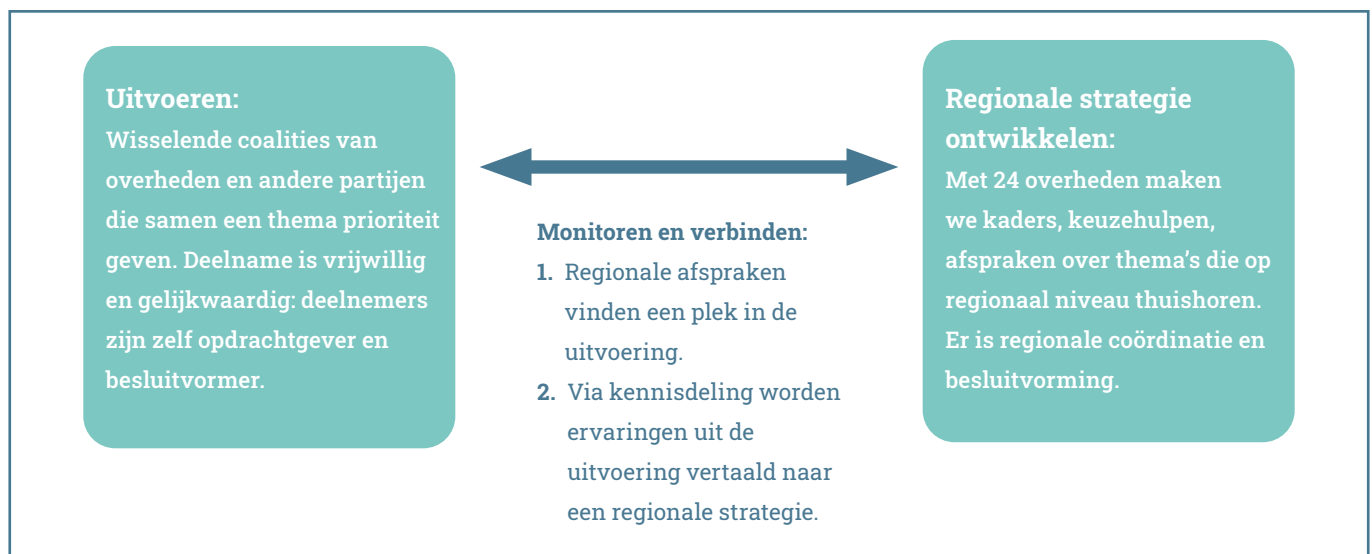 Uitvoeren:
Wisselende coalities van
overheden en andere partijen
die samen een thema prioriteit
geven. Deelname is vrijwillig
en gelijkwaardig: deelnemers
zijn zelf opdrachtgever en
besluitvormer.
Monitoren en verbinden:
1. Regionale afspraken
vinden een plek in de
uitvoering.
2. Via kennisdeling worden
ervaringen uit de
uitvoering vertaald naar
een regionale strategie.
Regionale strategie
ontwikkelen:
Met 24 overheden maken
we kaders, keuzehulpen,
afspraken over thema’s die op
regionaal niveau thuishoren.
Er is regionale coördinatie en
besluitvorming.